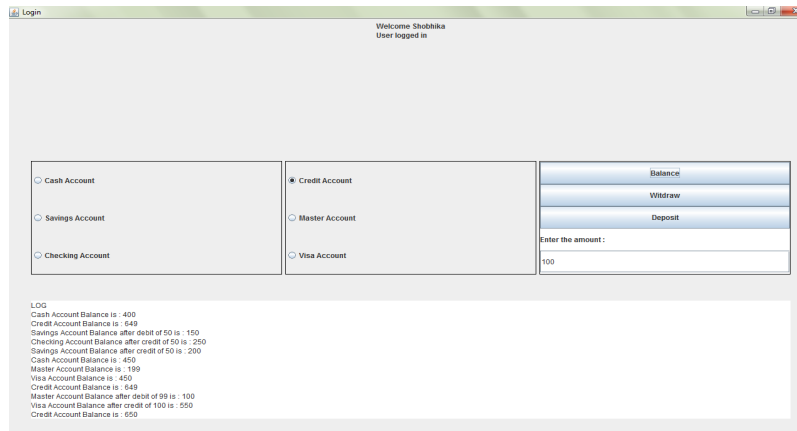 Login
Welcome Shobhika
User logged in
Cash Account
Credit Account
Balance
Witdraw
Savings Account
Master Account
Deposit
Enter the amount :
Checking Account
Visa Account
100
LOG
Cash Account Balance is : 400
Credit Account Balance is : 649
Savings Account Balance after debit of 50 is : 150
Checking Account Balance after credit of 50 is : 250
Savings Account Balance after credit of 50 is : 200
Cash Account Balance is : 450
Master Account Balance is : 199
Visa Account Balance is : 450
Credit Account Balance is : 649
Master Account Balance after debit of 99 is : 100
Visa Account Balance after credit of 100 is : 550
Credit Account Balance is : 650